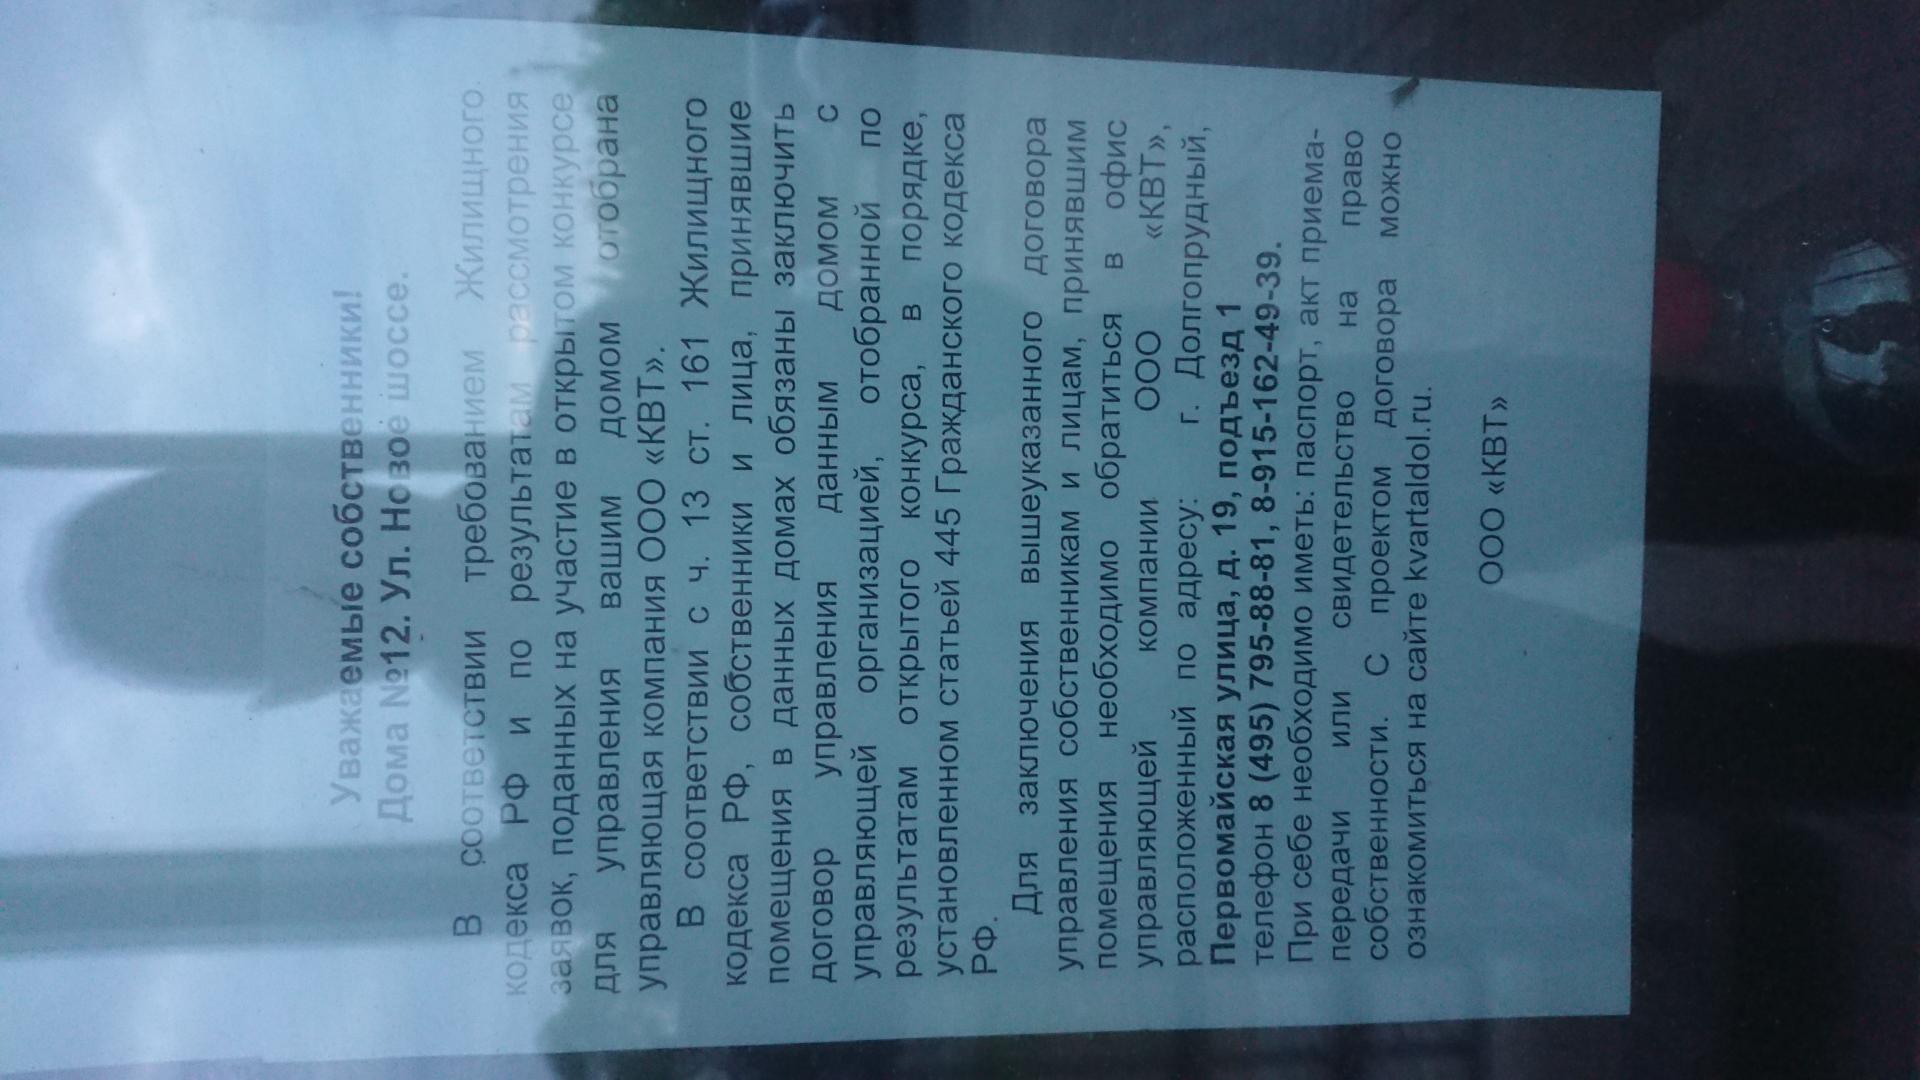 Уважаемые собственники!
Дома №12. Ул. Новое шоссе.
В соответствии требованием Жилищного
кодекса РФ и по результатам рассмотрения
заявок, поданных на участие в открытом конкурсе
для управления вашим домом отобрана
управляющая компания ООО «КВТ».
В соответствии с ч. 13 ст. 161 Жилищного
кодекса РФ, собственники и лица, принявшие
помещения в данных домах обязаны заключить
договор управления данным домом с
управляющей организацией, отобранной по
результатам открытого конкурса, в порядке,
установленном статьей 445 Гражданского кодекса
РФ.
Для заключения вышеуказанного договора
управления собственникам и лицам, принявшим
помещения необходимо обратиться в офис
управляющей компании ООО «КВТ»,
расположенный по адресу: г. Долгопрудный,
Первомайская улица, д. 19, подъезд 1
телефон 8 (495) 795-88-81, 8-915-162-49-39.
При себе необходимо иметь: паспорт, акт приема-
передачи или свидетельство на право
собственности. С проектом договора можно
ознакомиться на сайте kvartaldol.ru.
ООО «КВТ»